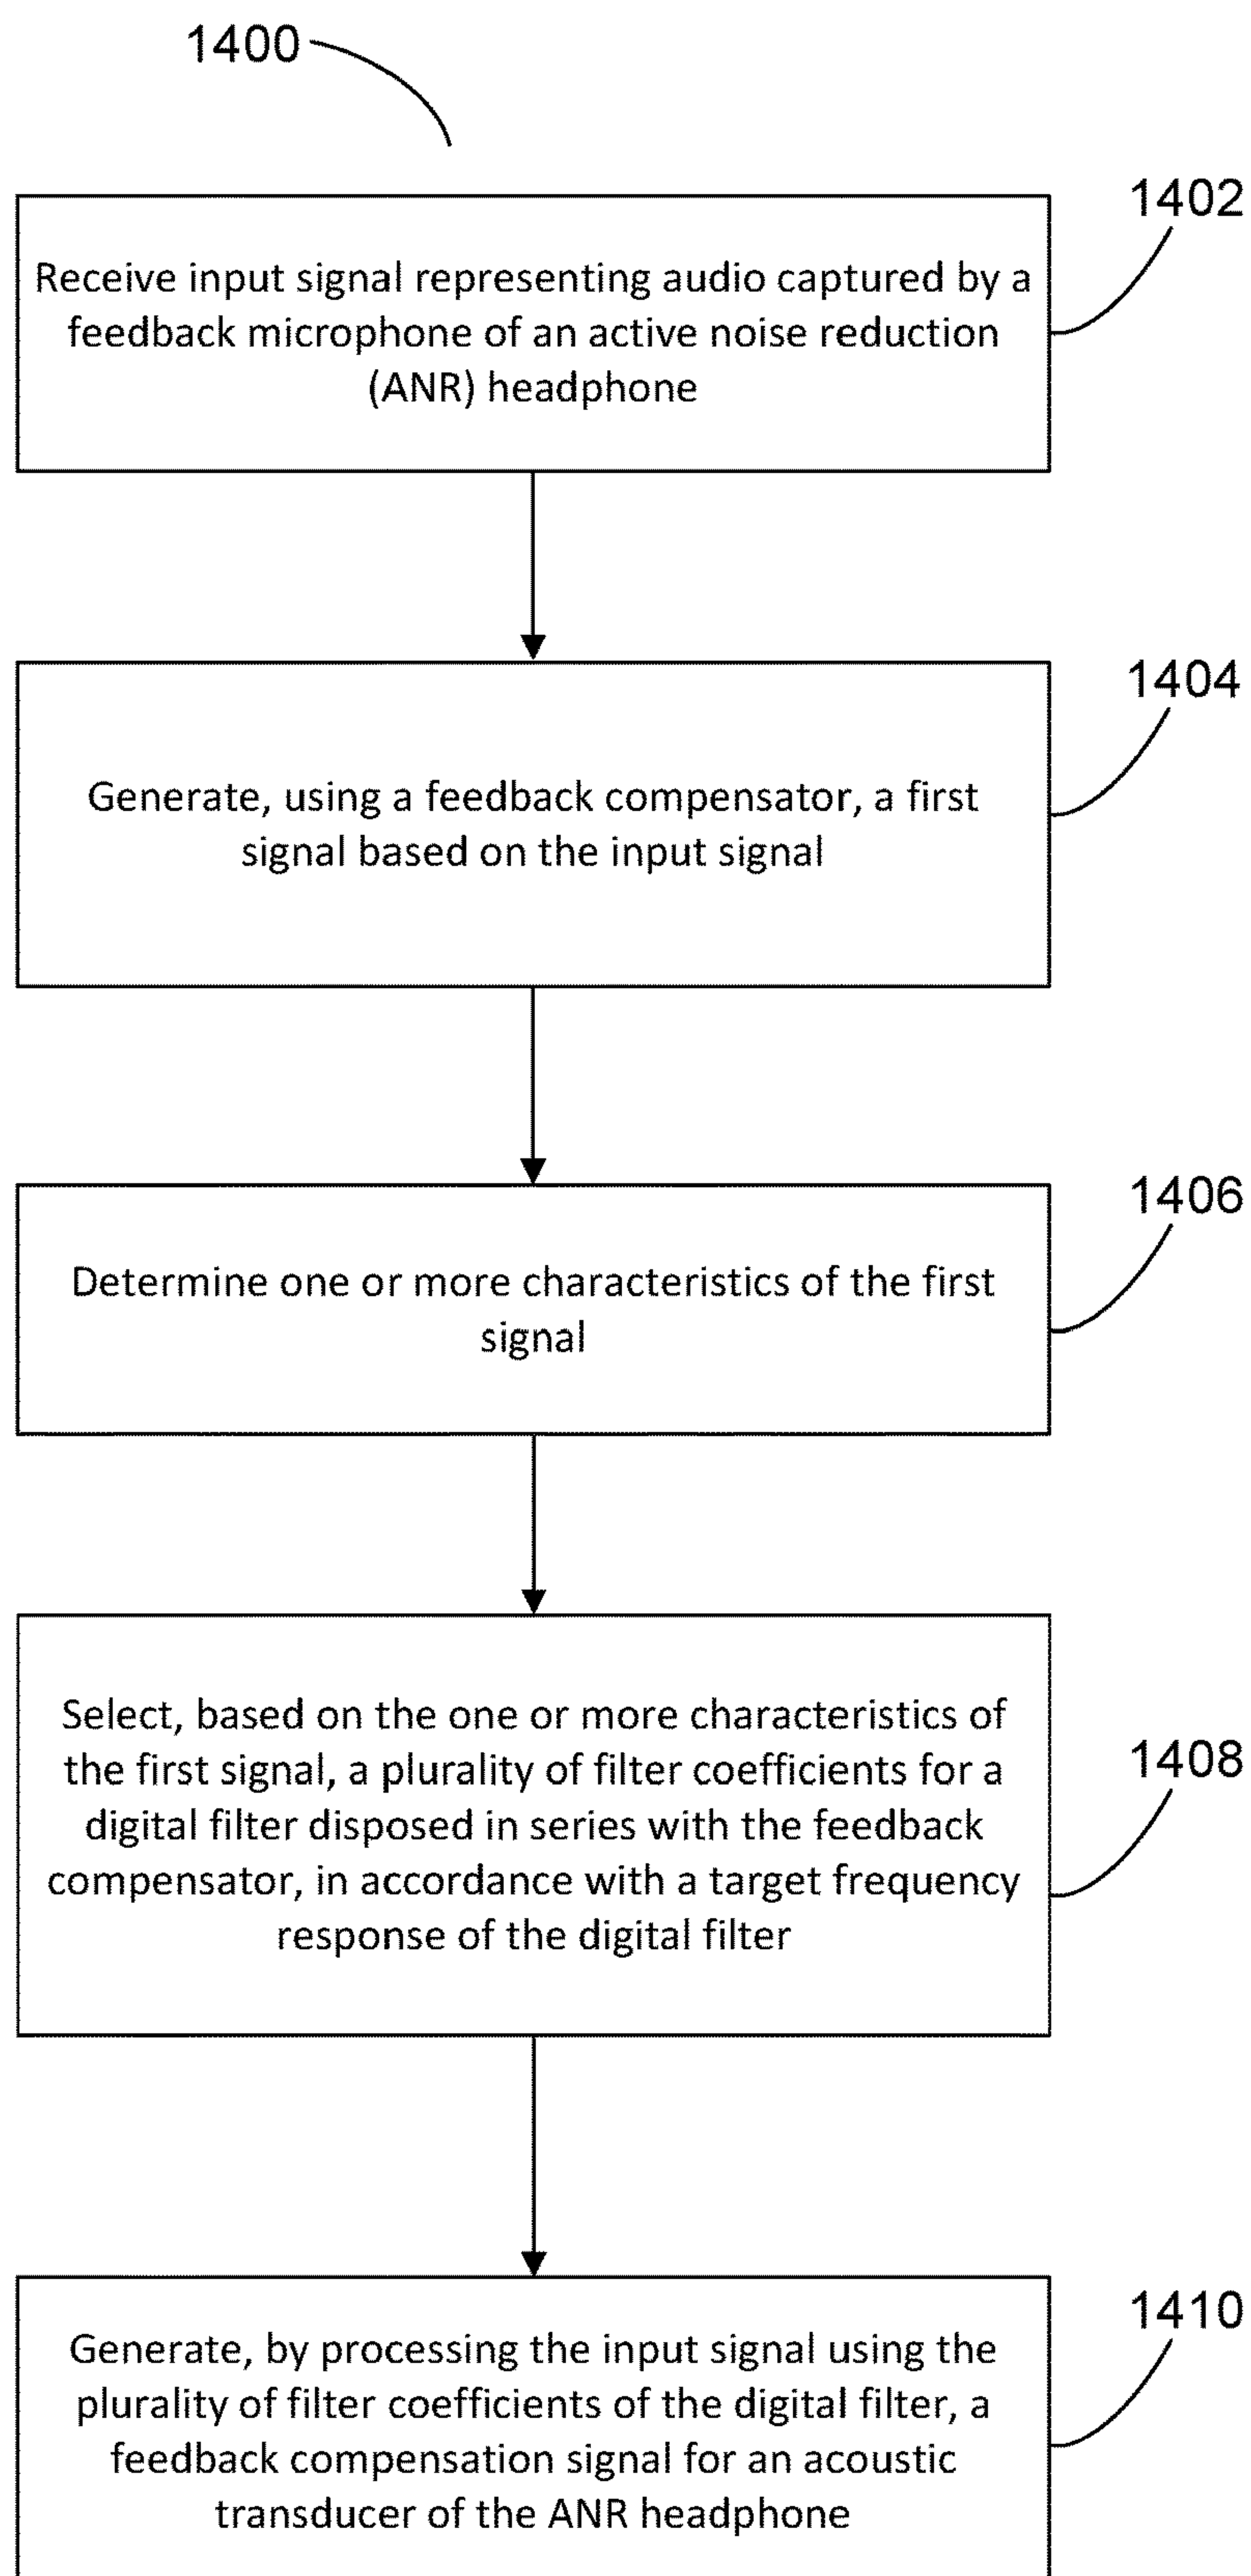 1400
1402
Receive input signal representing audio captured by a
feedback microphone of an active noise reduction
(ANR) headphone
1404
Generate, using a feedback compensator, a first
signal based on the input signal
1406
Determine one or more characteristics of the first
signal
1408
Select, based on the one or more characteristics of
the first signal, a plurality of filter coefficients for a
digital filter disposed in series with the feedback
compensator, in accordance with a target frequency
response of the digital filter
1410
Generate, by processing the input signal using the
plurality of filter coefficients of the digital filter, a
feedback compensation signal for an acoustic
transducer of the ANR headphone